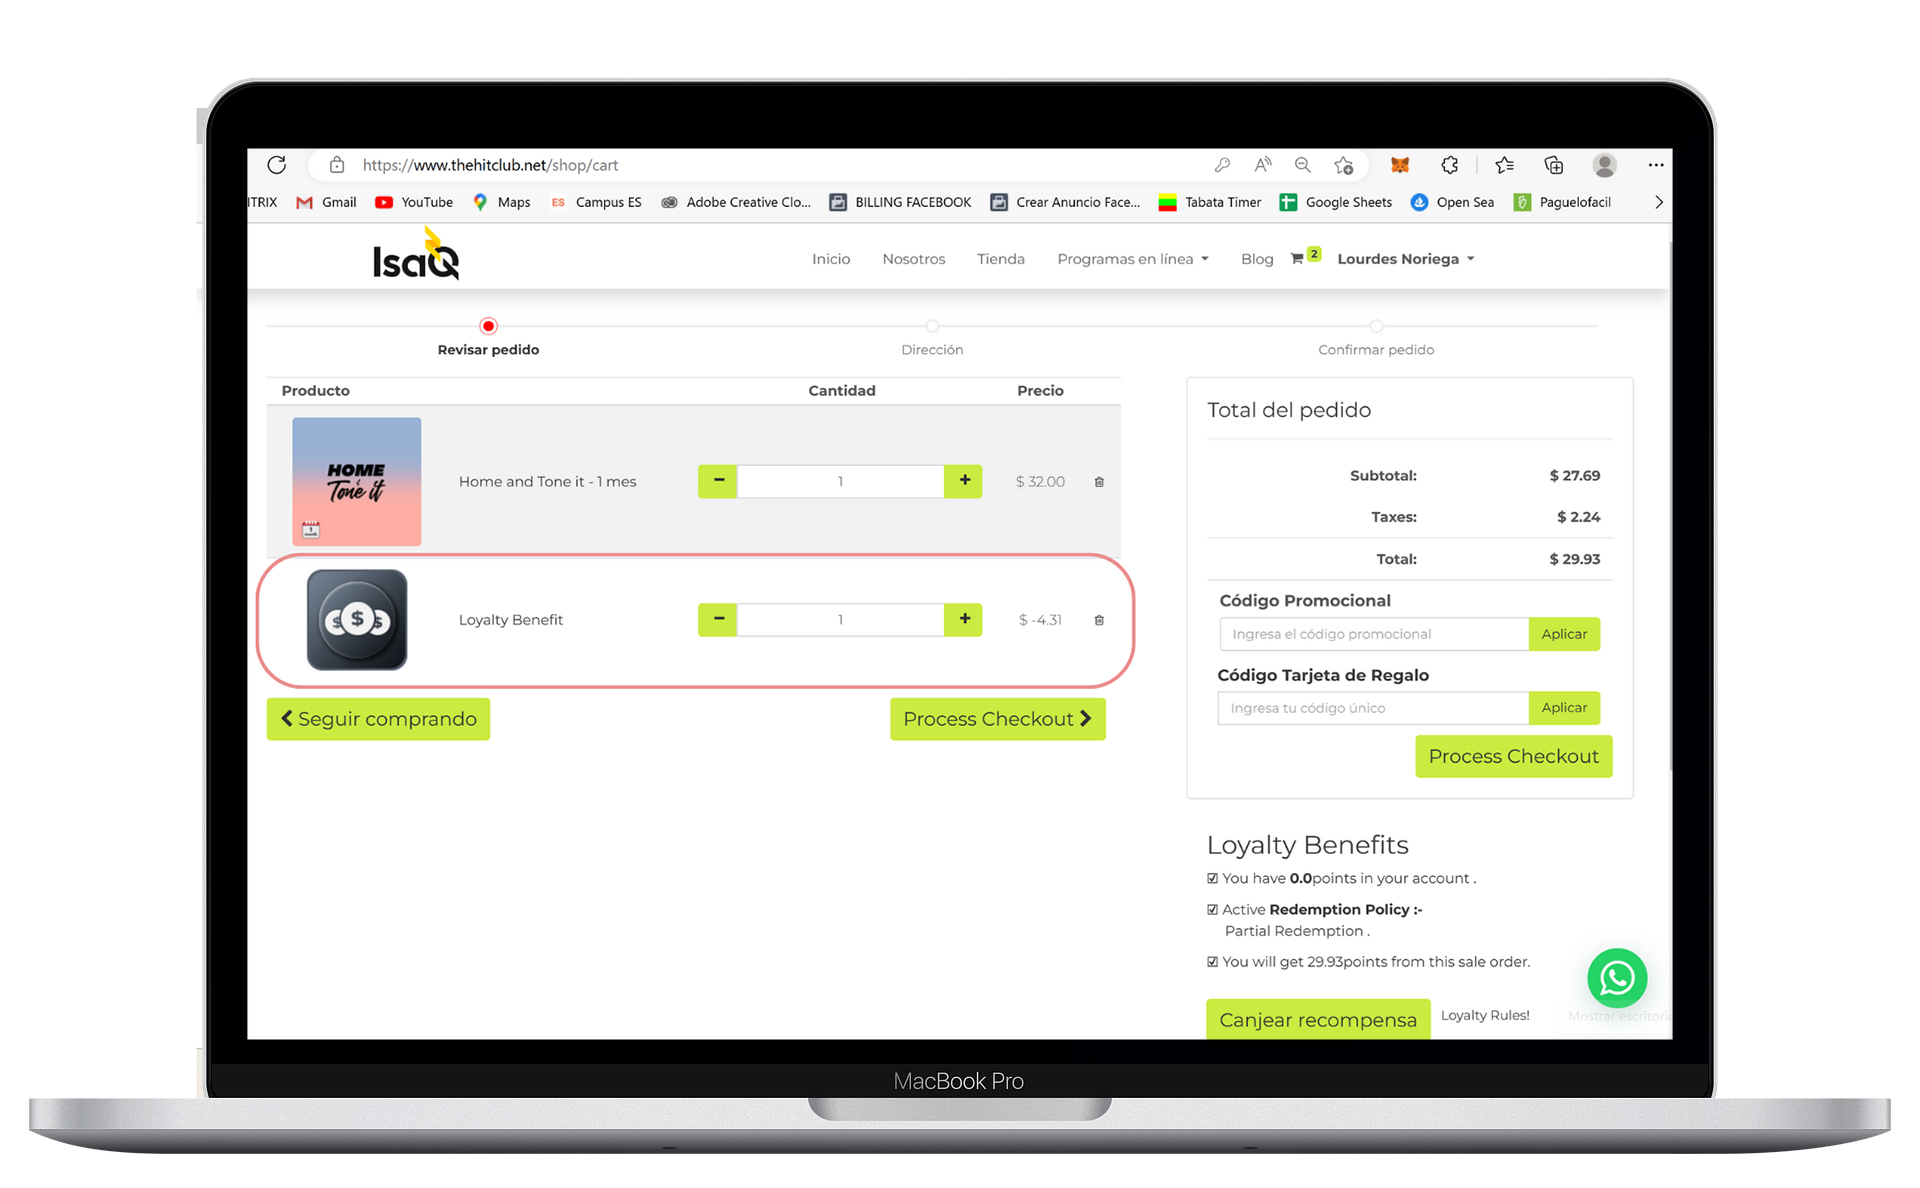 https://www.thehitclub.net/shop/cart
ITRIX Gmail YouTube Maps ES Campus ES Adobe Creative Clo... BILLING FACEBOOK Crear Anuncio Face... Tabata Timer Google Sheets Open Sea Paguelofacil
IsaQ
Inicio Nosotros Tienda Programas en línea Blog 2 Lourdes Noriega
Revisar pedido Dirección Confirmar pedido
Producto Cantidad Precio
HOME
Tone it
Home and Tone it - 1 mes - 1 + $ 32.00
1
Loyalty Benefit - 1 + $ -4.31
$ $ $
Seguir comprando Process Checkout
Total del pedido
Subtotal: $ 27.69
Taxes: $ 2.24
Total: $ 29.93
Código Promocional
Ingresa el código promocional Aplicar
Código Tarjeta de Regalo
Ingresa tu código único Aplicar
Process Checkout
Loyalty Benefits
You have 0.0points in your account .
Active Redemption Policy :-
Partial Redemption .
You will get 29.93points from this sale order.
Canjear recompensa Loyalty Rules! Mostrar escritorio
MacBook Pro